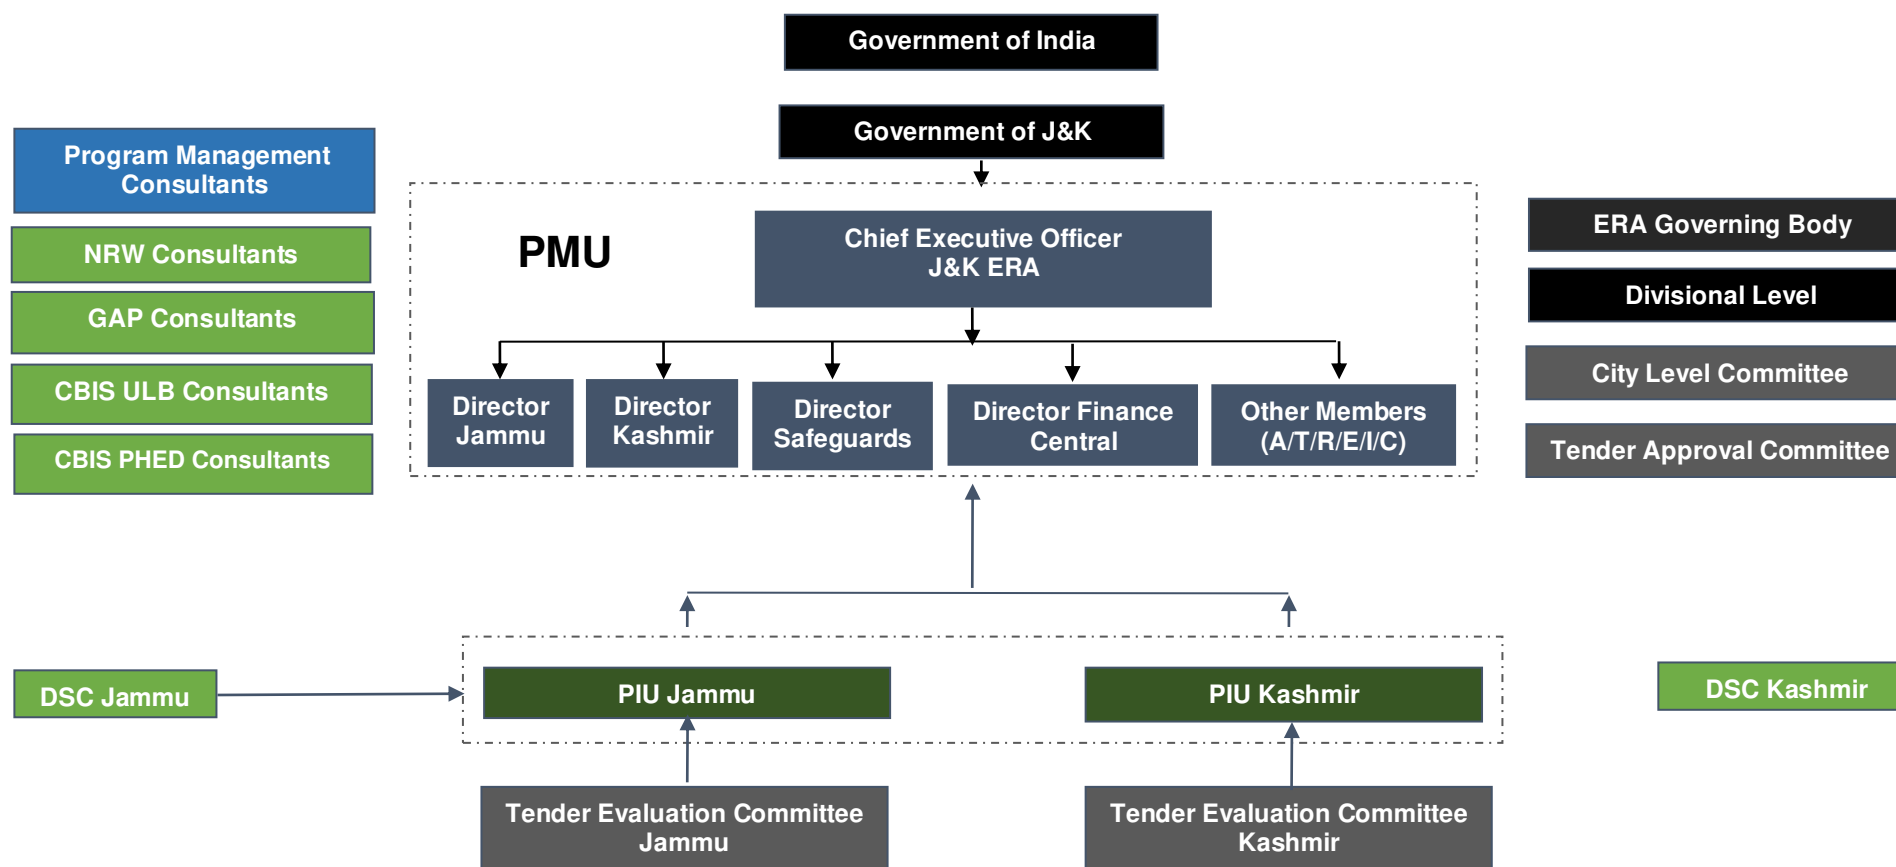 Government of India
Government of J&K
Program Management
Consultants
NRW Consultants
GAP Consultants
CBIS ULB Consultants
CBIS PHED Consultants
PMU
Chief Executive Officer
J&K ERA
Director
Jammu
Director
Kashmir
Director
Safeguards
Director Finance
Central
Other Members
(A/T/R/E/I/C)
ERA Governing Body
Divisional Level
City Level Committee
Tender Approval Committee
DSC Jammu
PIU Jammu
PIU Kashmir
DSC Kashmir
Tender Evaluation Committee
Jammu
Tender Evaluation Committee
Kashmir